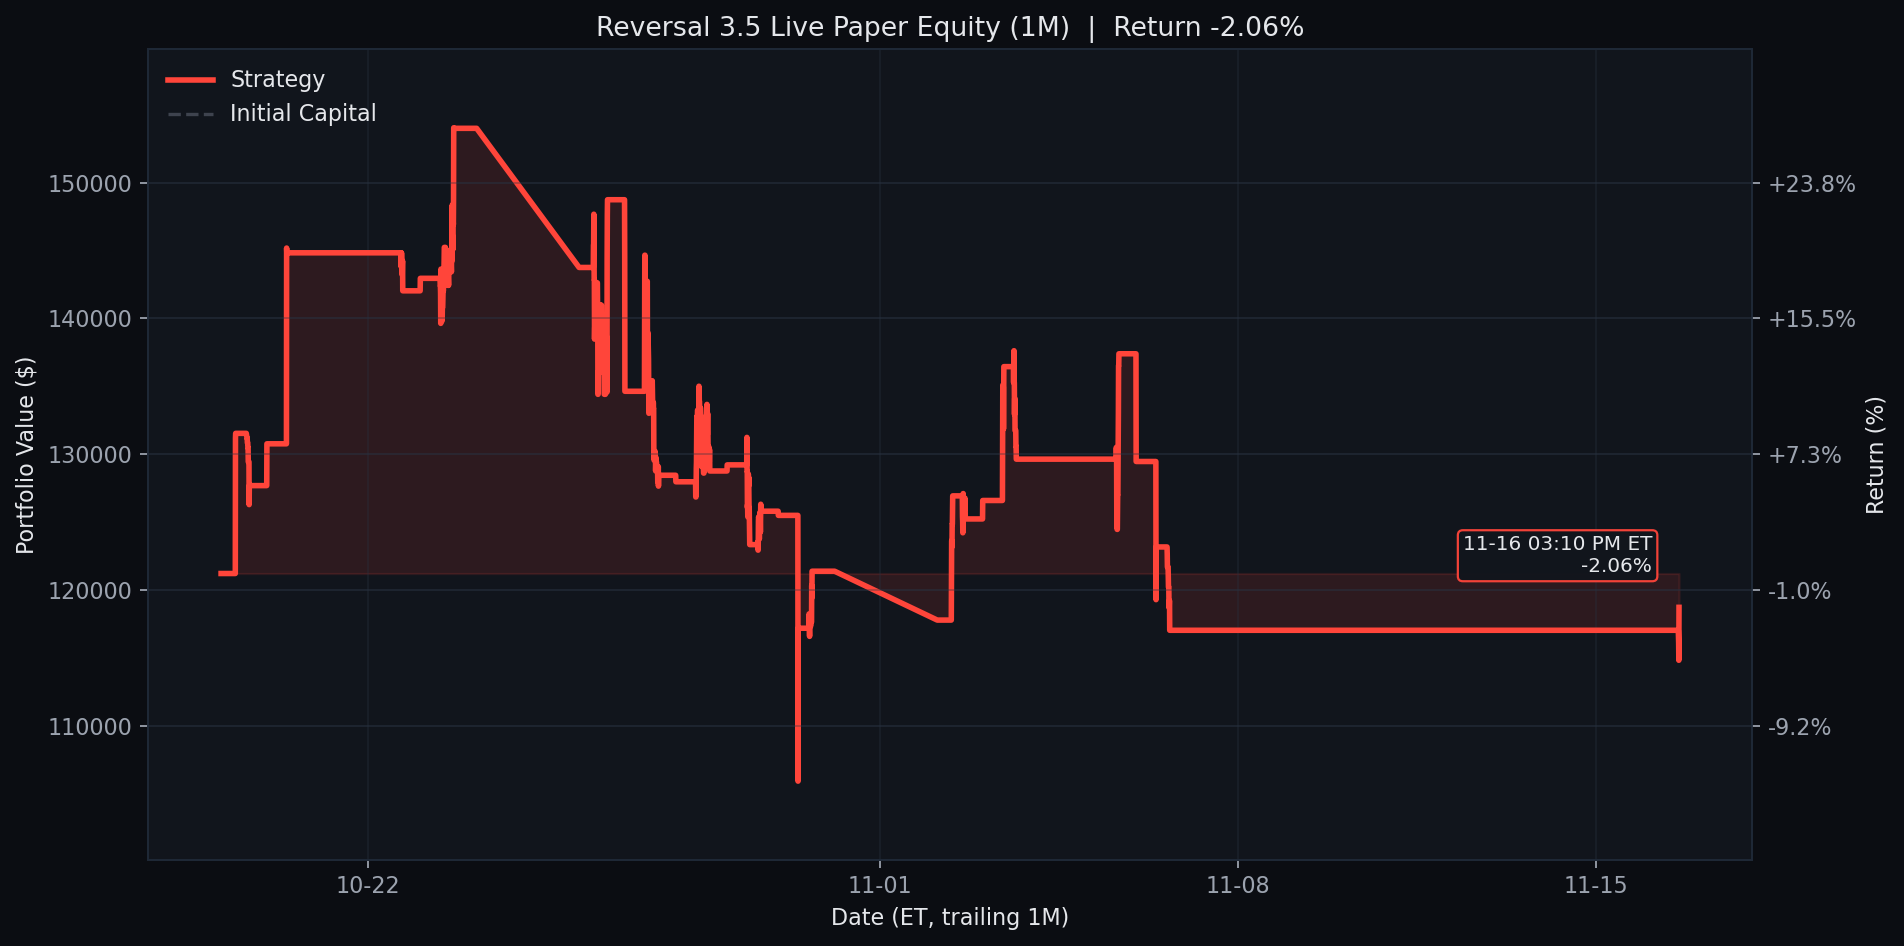 Reversal 3.5 Live Paper Equity (1M)  |  Return -2.06%
Strategy
Initial Capital
150000
140000
130000
120000
110000
Portfolio Value ($)
+23.8%
+15.5%
+7.3%
-1.0%
-9.2%
Return (%)
11-16 03:10 PM ET
-2.06%
10-22
11-01
11-08
11-15
Date (ET, trailing 1M)